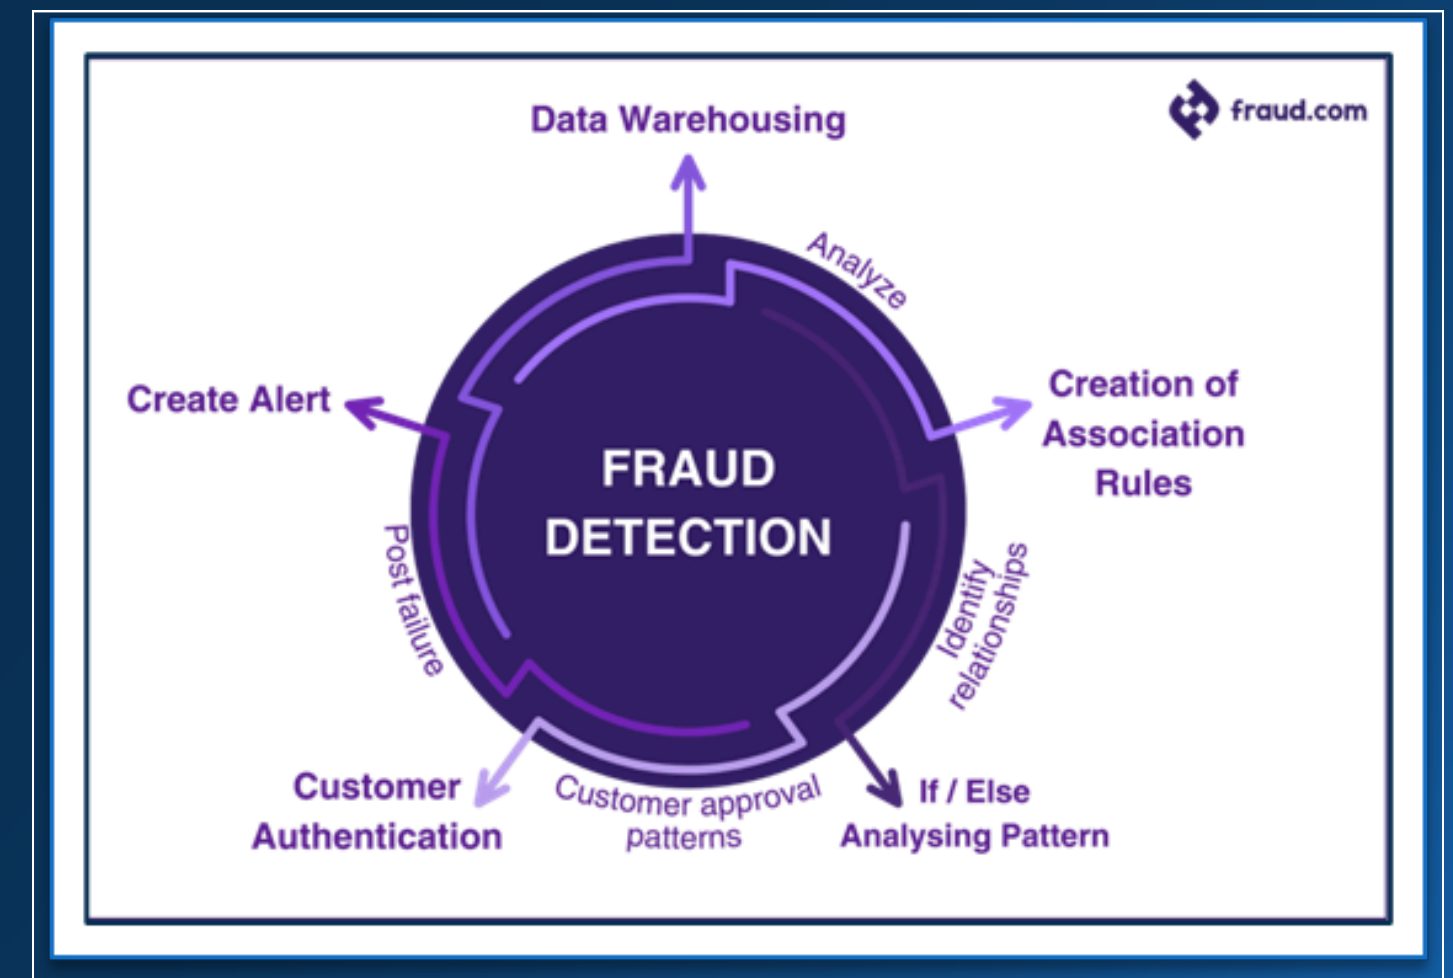 Data Warehousing
fraud.com
Analyze
Create Alert
Creation of
Association
Rules
FRAUD
DETECTION
Post failure
Identify
relationships
Customer
Authentication
Customer approval
patterns
If / Else
Analysing Pattern